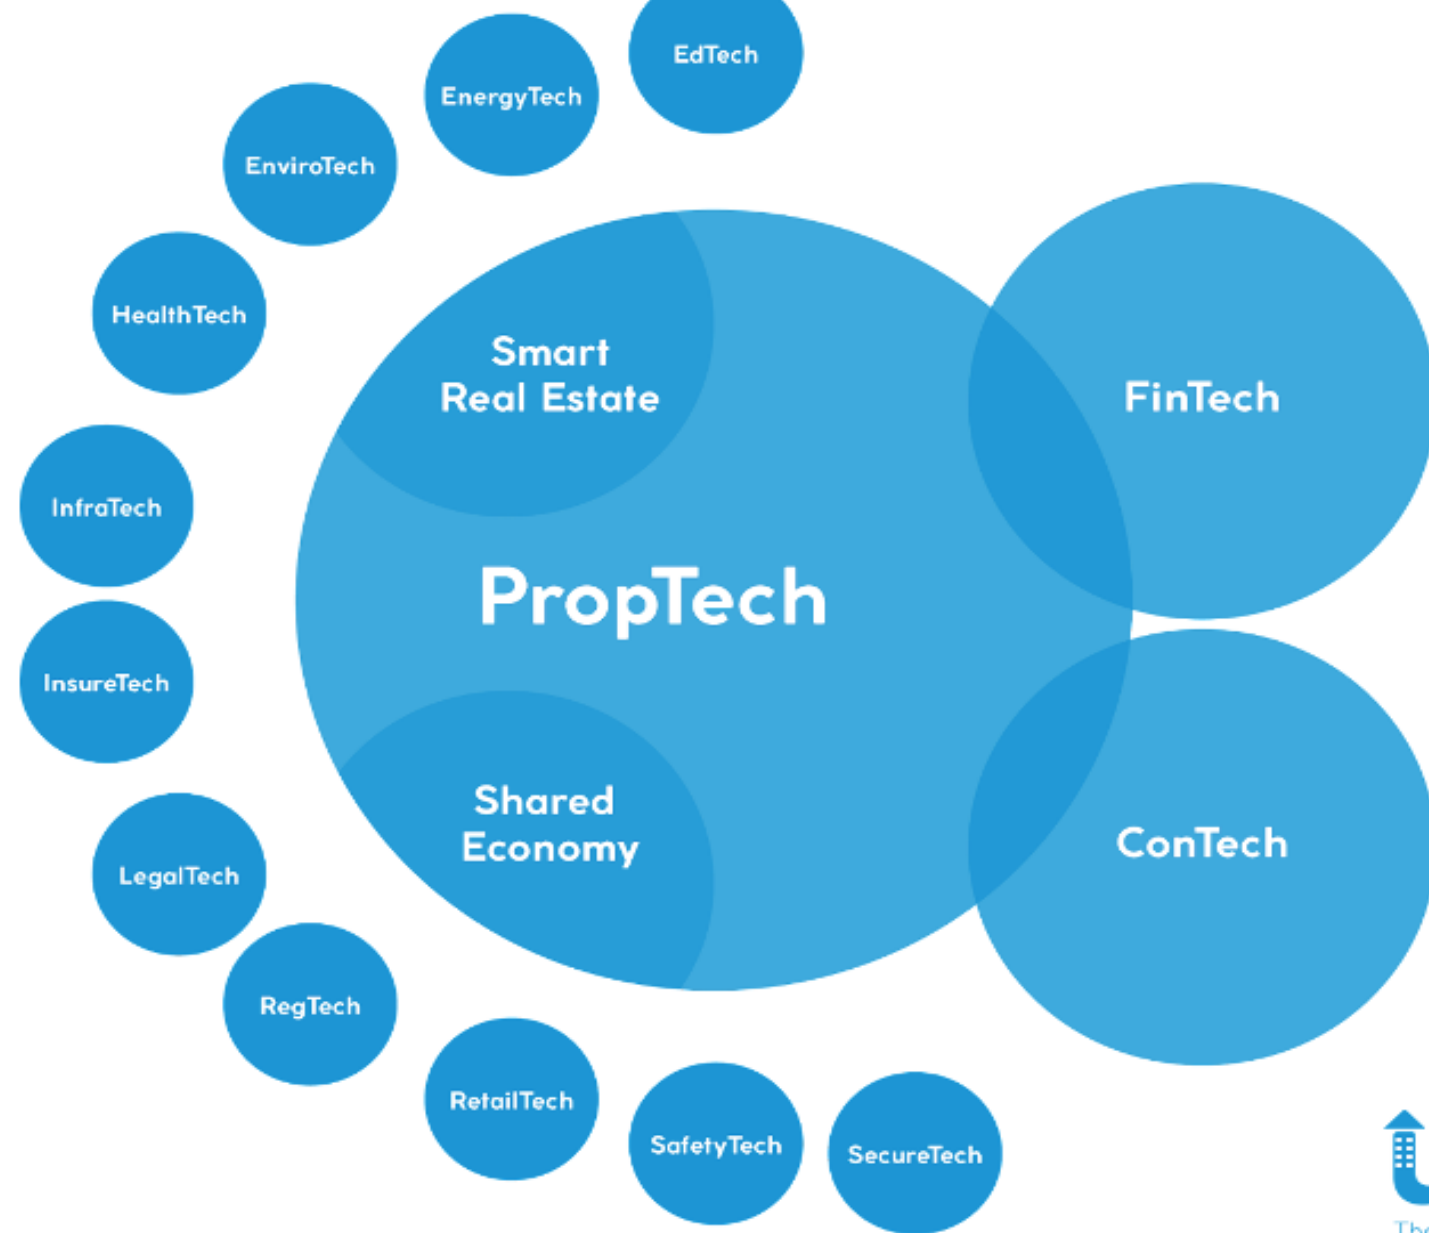 EdTech
EnergyTech
EnviroTech
HealthTech
InfraTech
InsureTech
LegalTech
RegTech
RetailTech
SafetyTech
SecureTech
Smart
Real Estate
PropTech
Shared
Economy
FinTech
ConTech